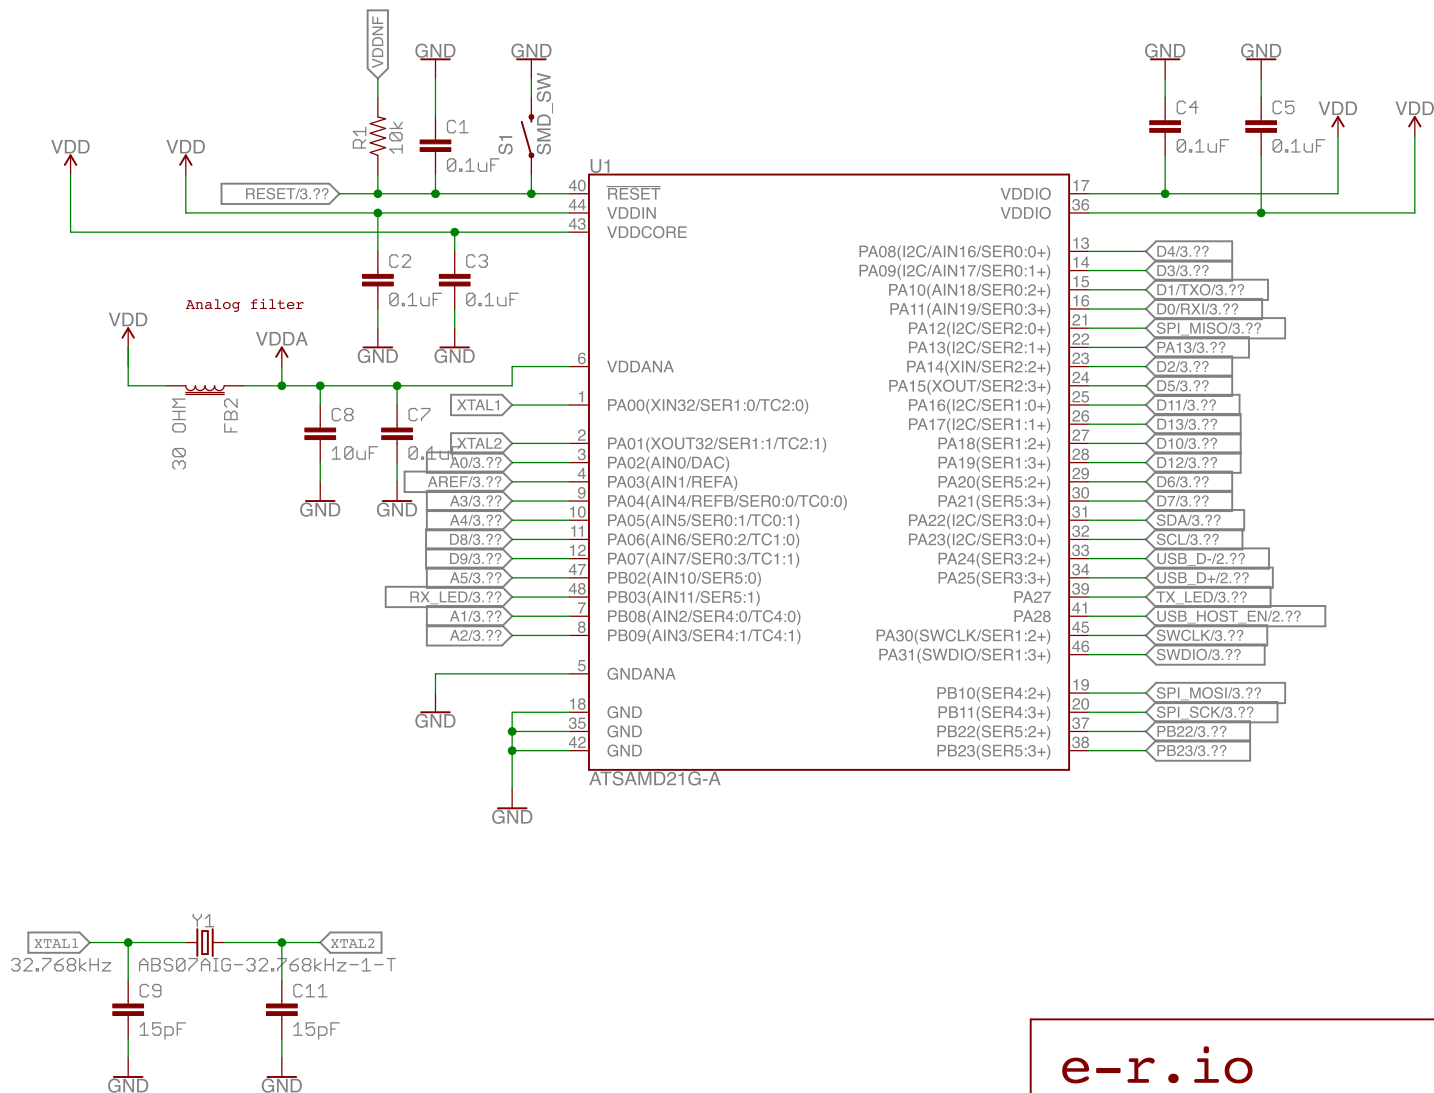 VDDNF
GND
GND
R1
10k
C1
0.1uF
S1
SMD_SW
VDD
VDD
RESET/3.??
C2
0.1uF
C3
0.1uF
GND
GND
Analog filter
VDD
VDDA
30 OHM
FB2
C8
10uF
C7
0.1uF
GND
GND
XTAL1
XTAL2
A0/3.??
AREF/3.??
A3/3.??
A4/3.??
D8/3.??
D9/3.??
A5/3.??
RX_LED/3.??
A1/3.??
A2/3.??
GND
GND
U1
40 RESET
44 VDDIN
43 VDDCORE
6 VDDANA
1 PA00(XIN32/SER1:0/TC2:0)
2 PA01(XOUT32/SER1:1/TC2:1)
3 PA02(AIN0/DAC)
4 PA03(AIN1/REFA)
9 PA04(AIN4/REFB/SER0:0/TC0:0)
10 PA05(AIN5/SER0:1/TC0:1)
11 PA06(AIN6/SER0:2/TC1:0)
12 PA07(AIN7/SER0:3/TC1:1)
47 PB02(AIN10/SER5:0)
48 PB03(AIN11/SER5:1)
7 PB08(AIN2/SER4:0/TC4:0)
8 PB09(AIN3/SER4:1/TC4:1)
5 GNDANA
18 GND
35 GND
42 GND
ATSAMD21G-A
GND
GND
C4
0.1uF
C5
0.1uF
VDD
VDD
VDDIO 17
VDDIO 36
PA08(I2C/AIN16/SER0:0+) 13 D4/3.??
PA09(I2C/AIN17/SER0:1+) 14 D3/3.??
PA10(AIN18/SER0:2+) 15 D1/TXO/3.??
PA11(AIN19/SER0:3+) 16 D0/RXI/3.??
PA12(I2C/SER2:0+) 21 SPI_MISO/3.??
PA13(I2C/SER2:1+) 22 PA13/3.??
PA14(XIN/SER2:2+) 23 D2/3.??
PA15(XOUT/SER2:3+) 24 D5/3.??
PA16(I2C/SER1:0+) 25 D11/3.??
PA17(I2C/SER1:1+) 26 D13/3.??
PA18(SER1:2+) 27 D10/3.??
PA19(SER1:3+) 28 D12/3.??
PA20(SER5:2+) 29 D6/3.??
PA21(SER5:3+) 30 D7/3.??
PA22(I2C/SER3:0+) 31 SDA/3.??
PA23(I2C/SER3:0+) 32 SCL/3.??
PA24(SER3:2+) 33 USB_D-/2.??
PA25(SER3:3+) 34 USB_D+/2.??
PA27 39 TX_LED/3.??
PA28 41 USB_HOST_EN/2.??
PA30(SWCLK/SER1:2+) 45 SWCLK/3.??
PA31(SWDIO/SER1:3+) 46 SWDIO/3.??
PB10(SER4:2+) 19 SPI_MOSI/3.??
PB11(SER4:3+) 20 SPI_SCK/3.??
PB22(SER5:2+) 37 PB22/3.??
PB23(SER5:3+) 38 PB23/3.??
Y1
XTAL1
XTAL2
32.768kHz
ABS07AIG-32.768kHz-1-T
C9
15pF
C11
15pF
GND
GND
e-r.io